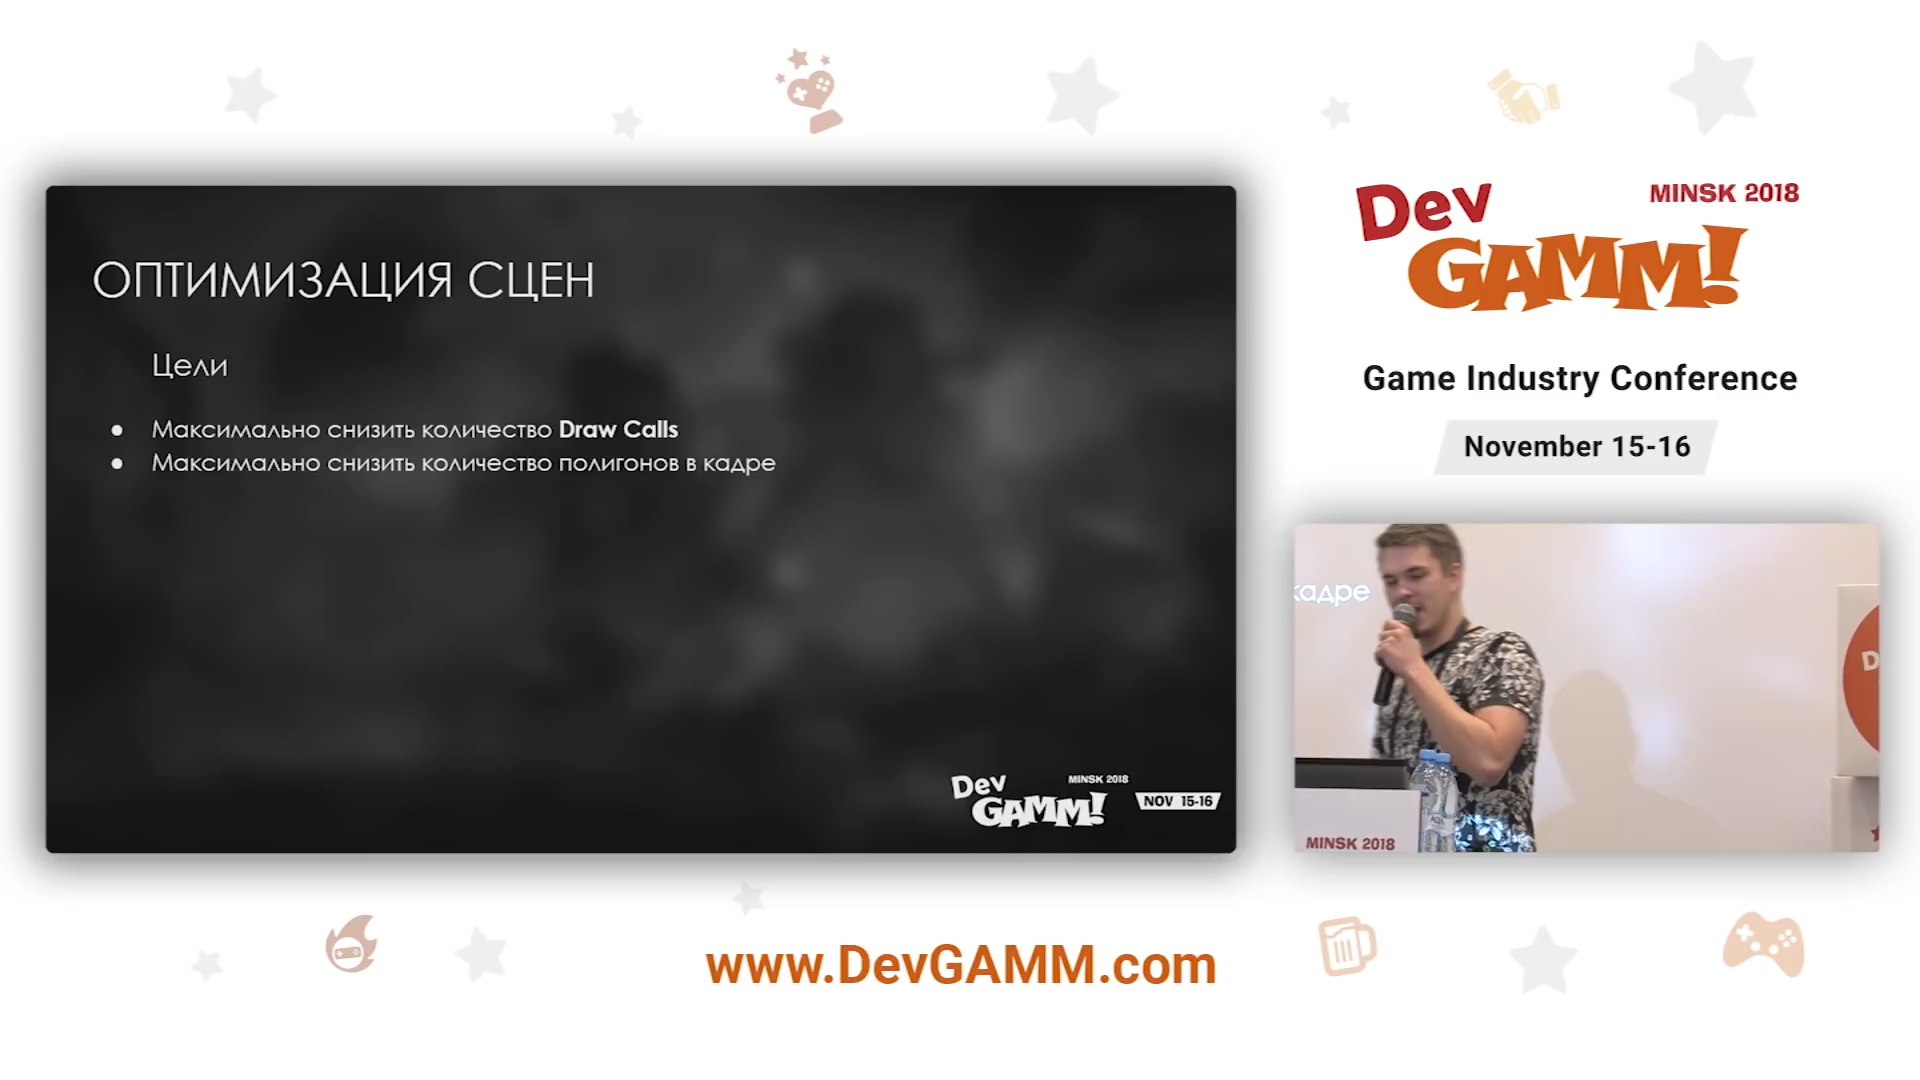 ОПТИМИЗАЦИЯ СЦЕН
Цели
● Максимально снизить количество Draw Calls
● Максимально снизить количество полигонов в кадре
Dev
GAMM!
MINSK 2018
NOV 15-16
Dev
GAMM!
MINSK 2018
Game Industry Conference
November 15-16
кадре
D
MINSK 2018
www.DevGAMM.com